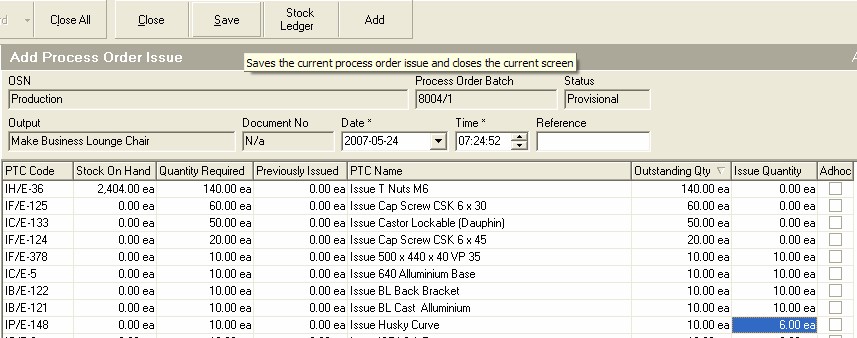 Close All Close Save Stock Ledger Add
Add Process Order Issue
Saves the current process order issue and closes the current screen
OSN Process Order Batch Status
Production 8004/1 Provisional
Output Document No Date * Time * Reference
Make Business Lounge Chair N/a 2007-05-24 07:24:52
PTC Code Stock On Hand Quantity Required Previously Issued PTC Name Outstanding Qty Issue Quantity Adhoc
IH/E-36 2,404.00 ea 140.00 ea 0.00 ea Issue T Nuts M6 140.00 ea 0.00 ea
IF/E-125 0.00 ea 60.00 ea 0.00 ea Issue Cap Screw CSK 6 x 30 60.00 ea 0.00 ea
IC/E-133 0.00 ea 50.00 ea 0.00 ea Issue Castor Lockable (Dauphin) 50.00 ea 0.00 ea
IF/E-124 0.00 ea 20.00 ea 0.00 ea Issue Cap Screw CSK 6 x 45 20.00 ea 0.00 ea
IF/E-378 0.00 ea 10.00 ea 0.00 ea Issue 500 x 440 x 40 VP 35 10.00 ea 10.00 ea
IC/E-5 0.00 ea 10.00 ea 0.00 ea Issue 640 Alluminium Base 10.00 ea 10.00 ea
IB/E-122 0.00 ea 10.00 ea 0.00 ea Issue BL Back Bracket 10.00 ea 10.00 ea
IB/E-121 0.00 ea 10.00 ea 0.00 ea Issue BL Cast Alluminium 10.00 ea 10.00 ea
IP/E-148 0.00 ea 10.00 ea 0.00 ea Issue Husky Curve 10.00 ea 6.00 ea